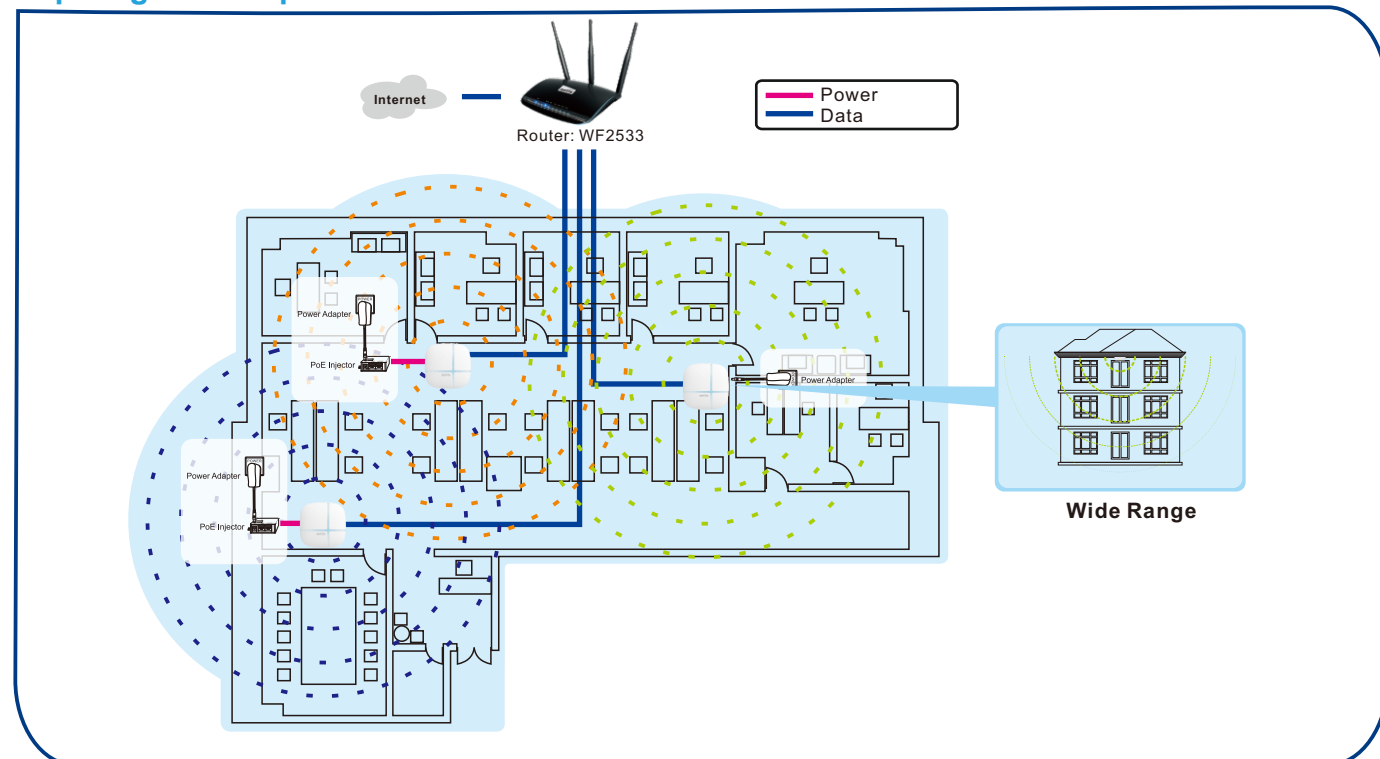 Internet
Router: WF2533
Power
Data
Power Adapter
PoE Injector
Power Adapter
Power Adapter
PoE Injector
Wide Range